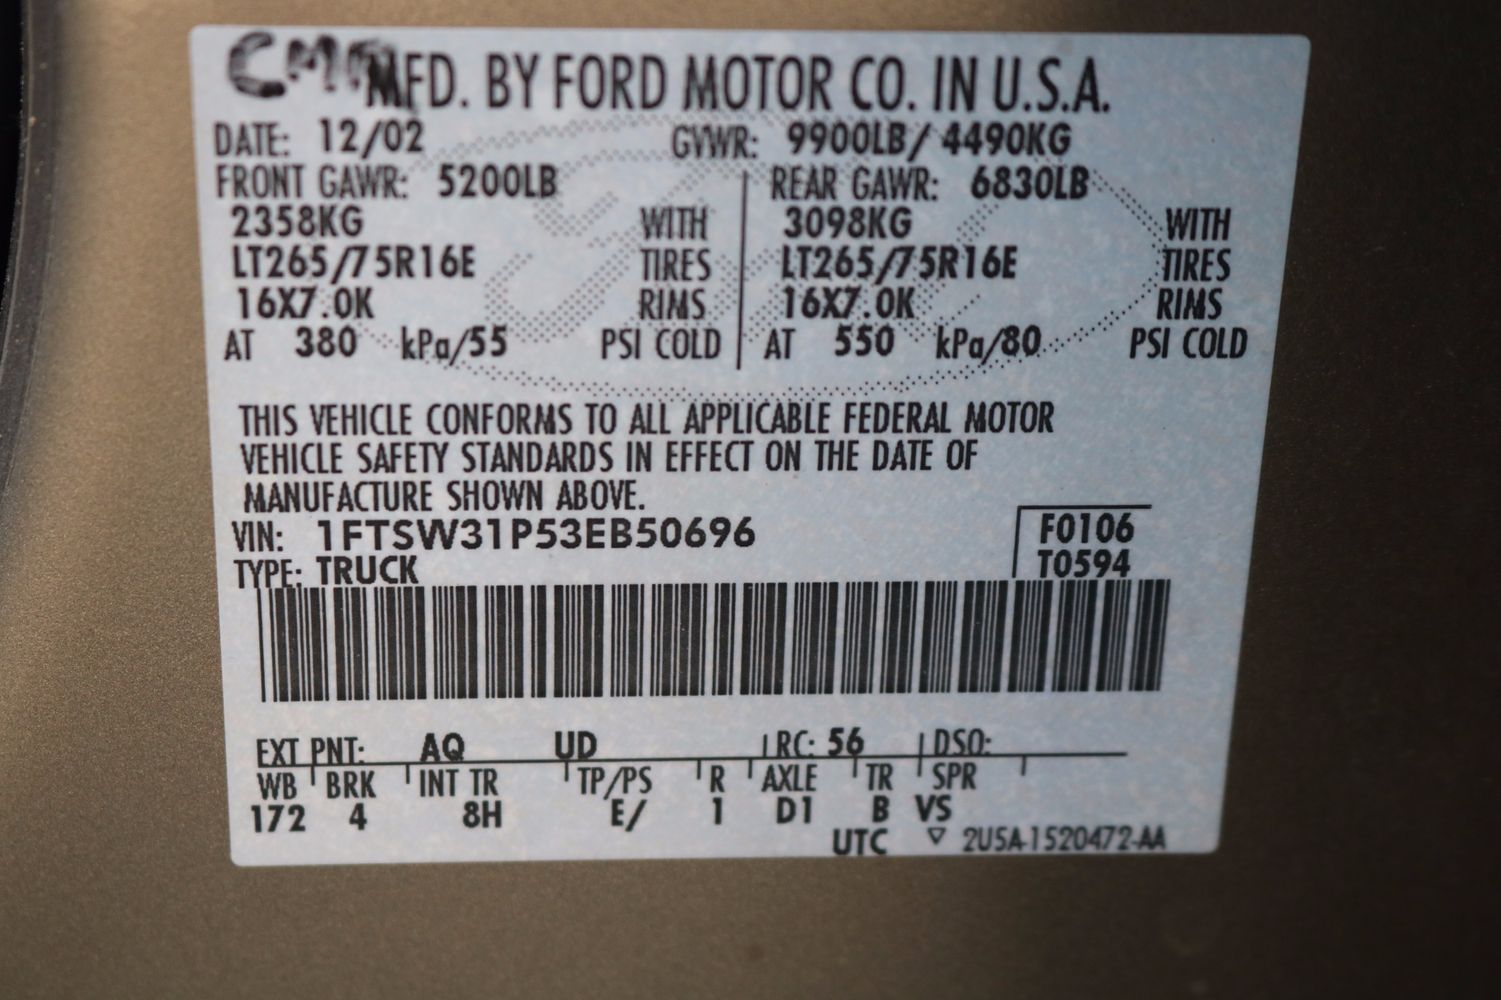 CMA MFD. BY FORD MOTOR CO. IN U.S.A.
DATE: 12/02 GVWR: 9900LB/ 4490KG
FRONT GAWR: 5200LB REAR GAWR: 6830LB
2358KG WITH 3098KG WITH
LT265/75R16E TIRES LT265/75R16E TIRES
16X7.0K RIMS 16X7.0K RIMS
AT 380 kPa/55 PSI COLD AT 550 kPa/80 PSI COLD
THIS VEHICLE CONFORMS TO ALL APPLICABLE FEDERAL MOTOR
VEHICLE SAFETY STANDARDS IN EFFECT ON THE DATE OF
MANUFACTURE SHOWN ABOVE.
VIN: 1FTSW31P53EB50696 F0106
TYPE: TRUCK T0594
EXT PNT: AQ UD RC: 56 DSO:
WB BRK INT TR TP/PS R AXLE TR SPR
172 4 8H E/ 1 D1 B VS
UTC ▽ 2U5A-1520472-AA